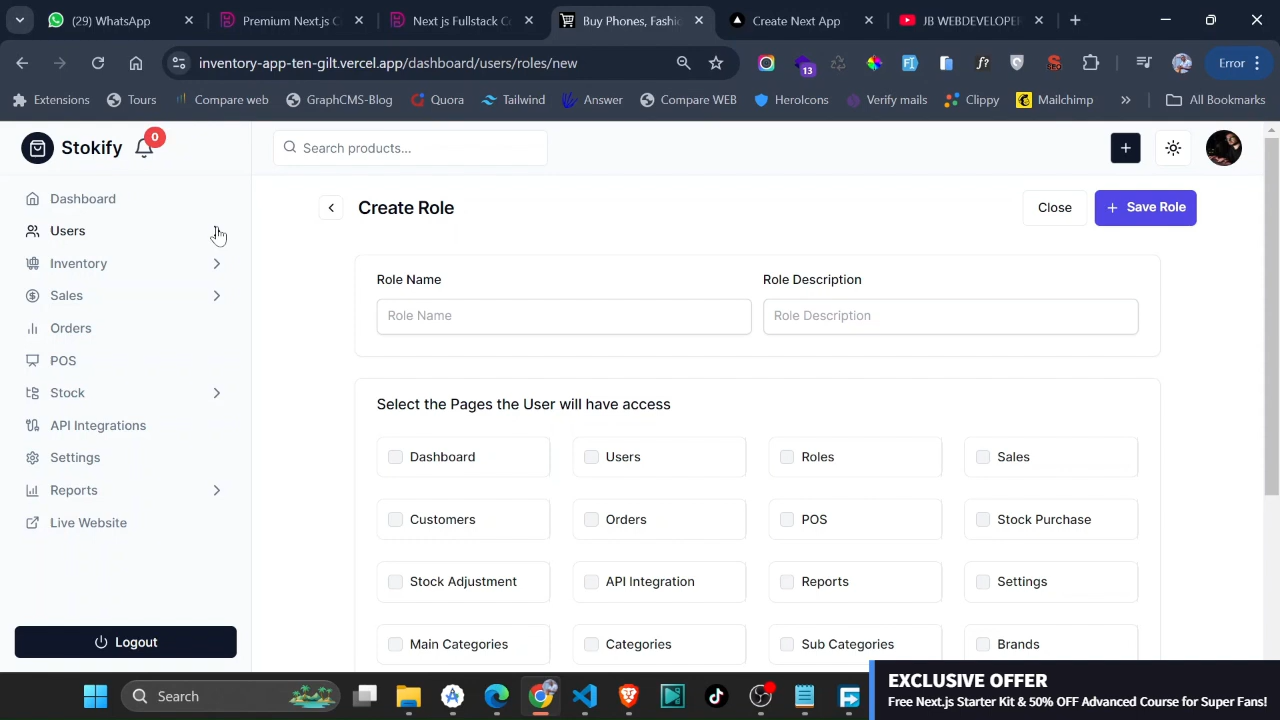 (29) WhatsApp
Premium Next.js C
Next js Fullstack Co
Buy Phones, Fashio
Create Next App
JB WEBDEVELOPER
inventory-app-ten-gilt.vercel.app/dashboard/users/roles/new
13
Error
Extensions
Tours
Compare web
GraphCMS-Blog
Quora
Tailwind
Answer
Compare WEB
HeroIcons
Verify mails
Clippy
Mailchimp
All Bookmarks
Stokify
0
Search products...
Dashboard
Users
Inventory
Sales
Orders
POS
Stock
API Integrations
Settings
Reports
Live Website
Logout
Create Role
Close
Save Role
Role Name
Role Description
Role Name
Role Description
Select the Pages the User will have access
Dashboard
Users
Roles
Sales
Customers
Orders
POS
Stock Purchase
Stock Adjustment
API Integration
Reports
Settings
Main Categories
Categories
Sub Categories
Brands
Search
EXCLUSIVE OFFER
Free Next.js Starter Kit & 50% OFF Advanced Course for Super Fans!